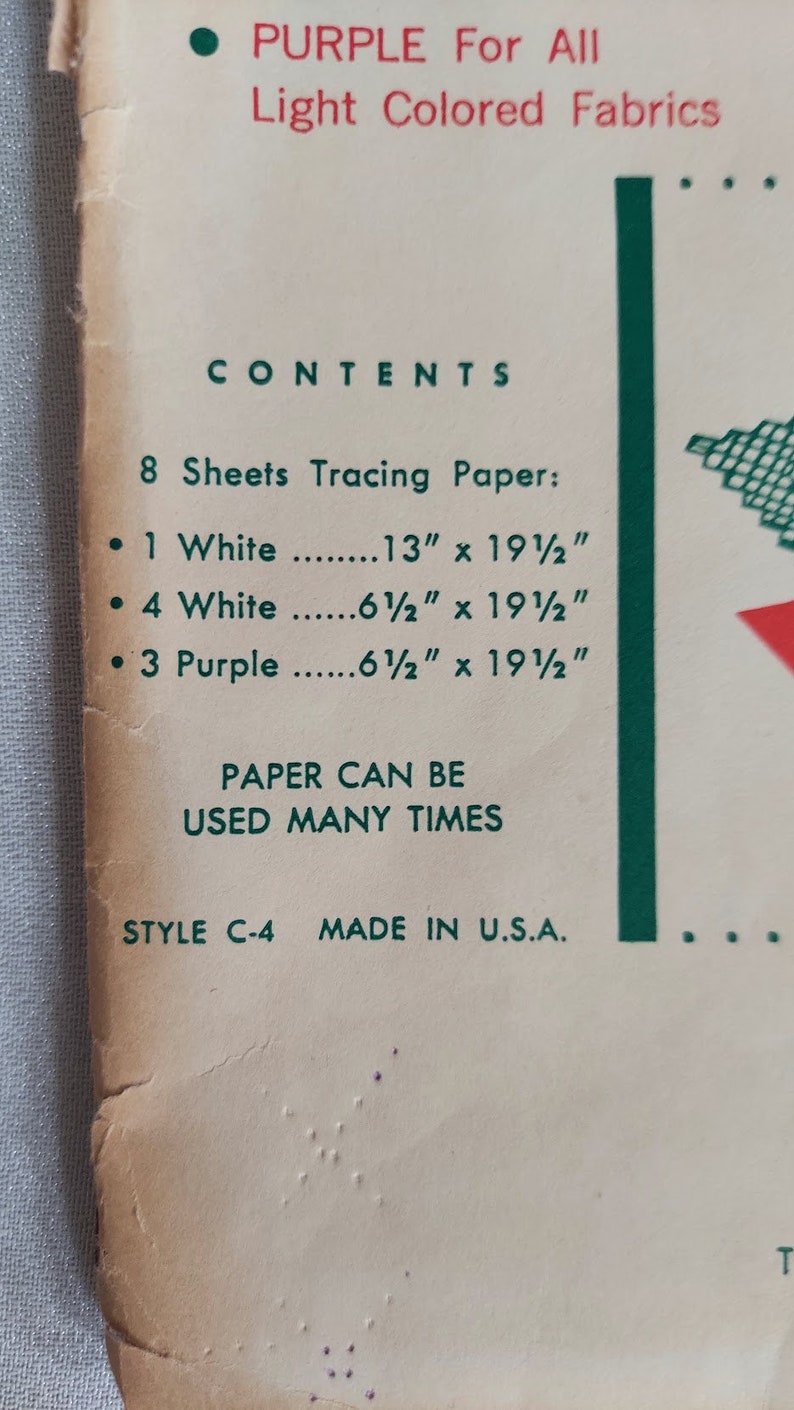 • PURPLE For All
Light Colored Fabrics
CONTENTS
8 Sheets Tracing Paper:
• 1 White ........13" x 19½"
• 4 White ......6½" x 19½"
• 3 Purple ......6½" x 19½"
PAPER CAN BE
USED MANY TIMES
STYLE C-4 MADE IN U.S.A.
T